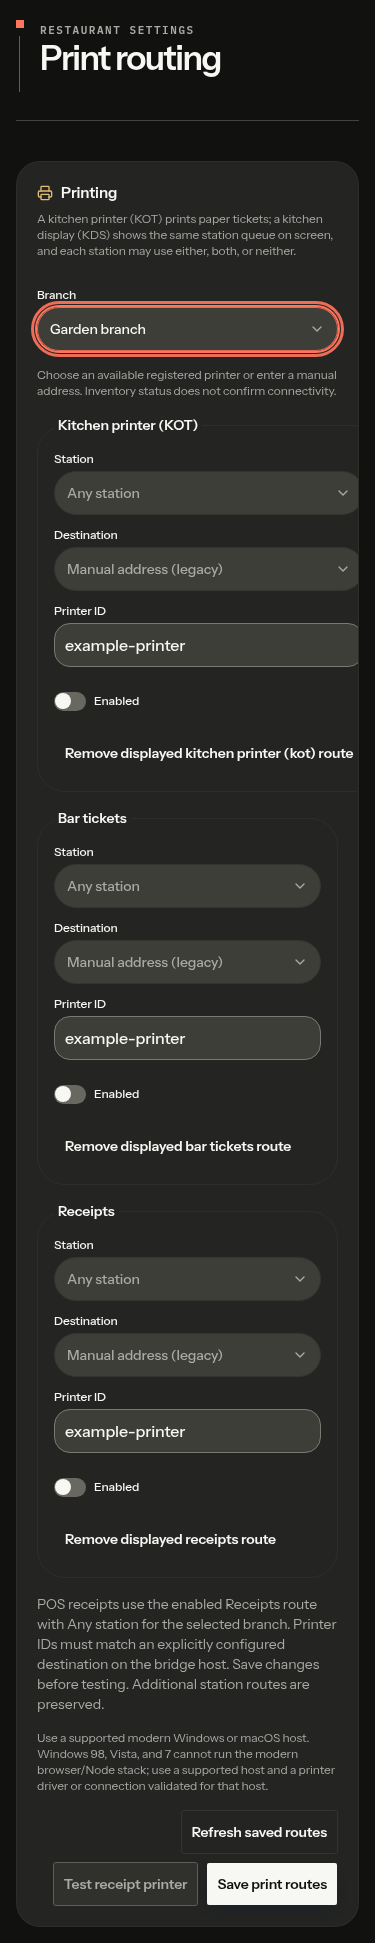 RESTAURANT SETTINGS
Print routing
Printing
A kitchen printer (KOT) prints paper tickets; a kitchen
display (KDS) shows the same station queue on screen,
and each station may use either, both, or neither.
Branch
Garden branch
Choose an available registered printer or enter a manual
address. Inventory status does not confirm connectivity.
Kitchen printer (KOT)
Station
Any station
Destination
Manual address (legacy)
Printer ID
example-printer
Enabled
Remove displayed kitchen printer (kot) route
Bar tickets
Station
Any station
Destination
Manual address (legacy)
Printer ID
example-printer
Enabled
Remove displayed bar tickets route
Receipts
Station
Any station
Destination
Manual address (legacy)
Printer ID
example-printer
Enabled
Remove displayed receipts route
POS receipts use the enabled Receipts route
with Any station for the selected branch. Printer
IDs must match an explicitly configured
destination on the bridge host. Save changes
before testing. Additional station routes are
preserved.
Use a supported modern Windows or macOS host.
Windows 98, Vista, and 7 cannot run the modern
browser/Node stack; use a supported host and a printer
driver or connection validated for that host.
Refresh saved routes
Test receipt printer
Save print routes